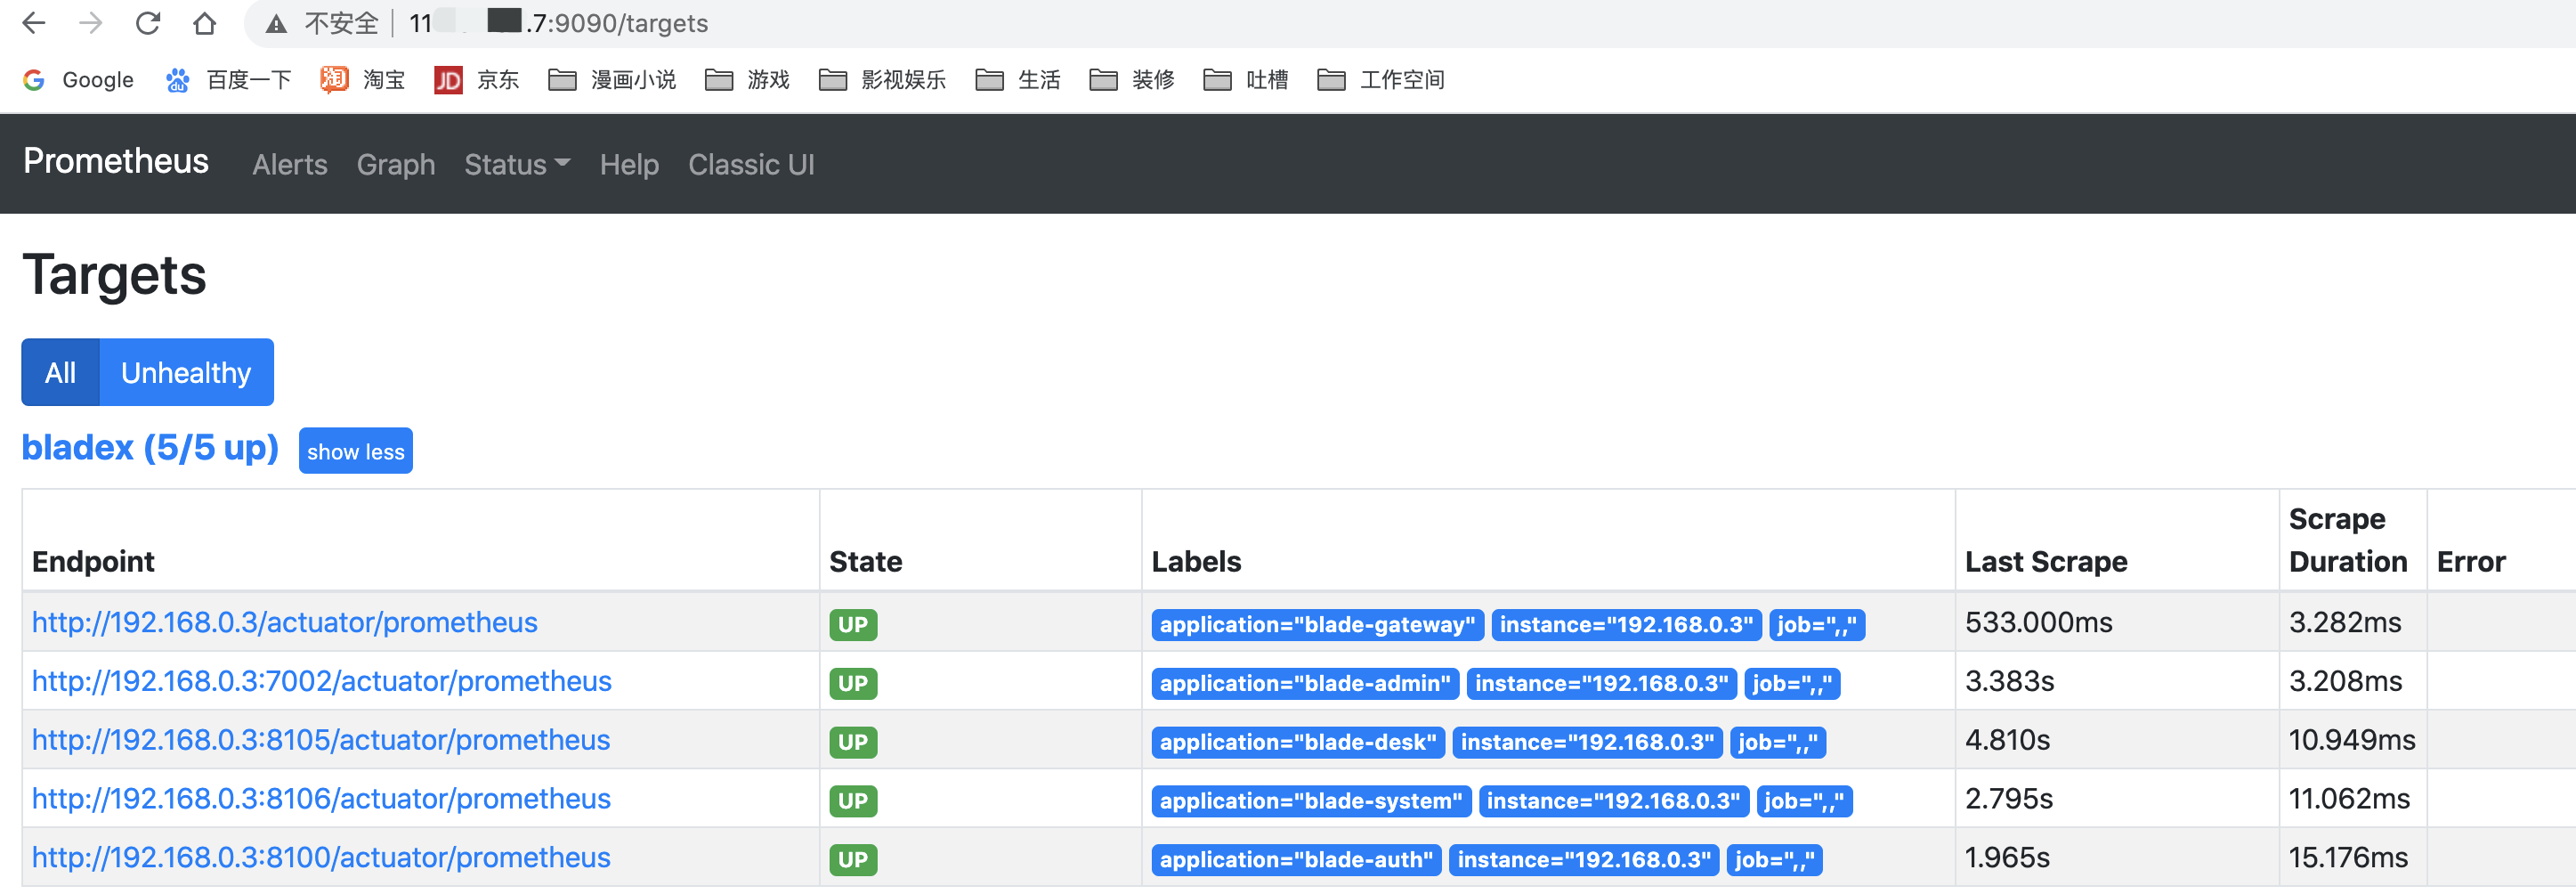 不安全 11 .7:9090/targets
Google 百度一下 淘 淘宝 JD 京东 漫画小说 游戏 影视娱乐 生活 装修 吐槽 工作空间
Prometheus Alerts Graph Status Help Classic UI
Targets
All Unhealthy
bladex (5/5 up) show less
Endpoint State Labels Last Scrape Scrape Duration Error
http://192.168.0.3/actuator/prometheus UP application="blade-gateway" instance="192.168.0.3" job=",," 533.000ms 3.282ms
http://192.168.0.3:7002/actuator/prometheus UP application="blade-admin" instance="192.168.0.3" job=",," 3.383s 3.208ms
http://192.168.0.3:8105/actuator/prometheus UP application="blade-desk" instance="192.168.0.3" job=",," 4.810s 10.949ms
http://192.168.0.3:8106/actuator/prometheus UP application="blade-system" instance="192.168.0.3" job=",," 2.795s 11.062ms
http://192.168.0.3:8100/actuator/prometheus UP application="blade-auth" instance="192.168.0.3" job=",," 1.965s 15.176ms